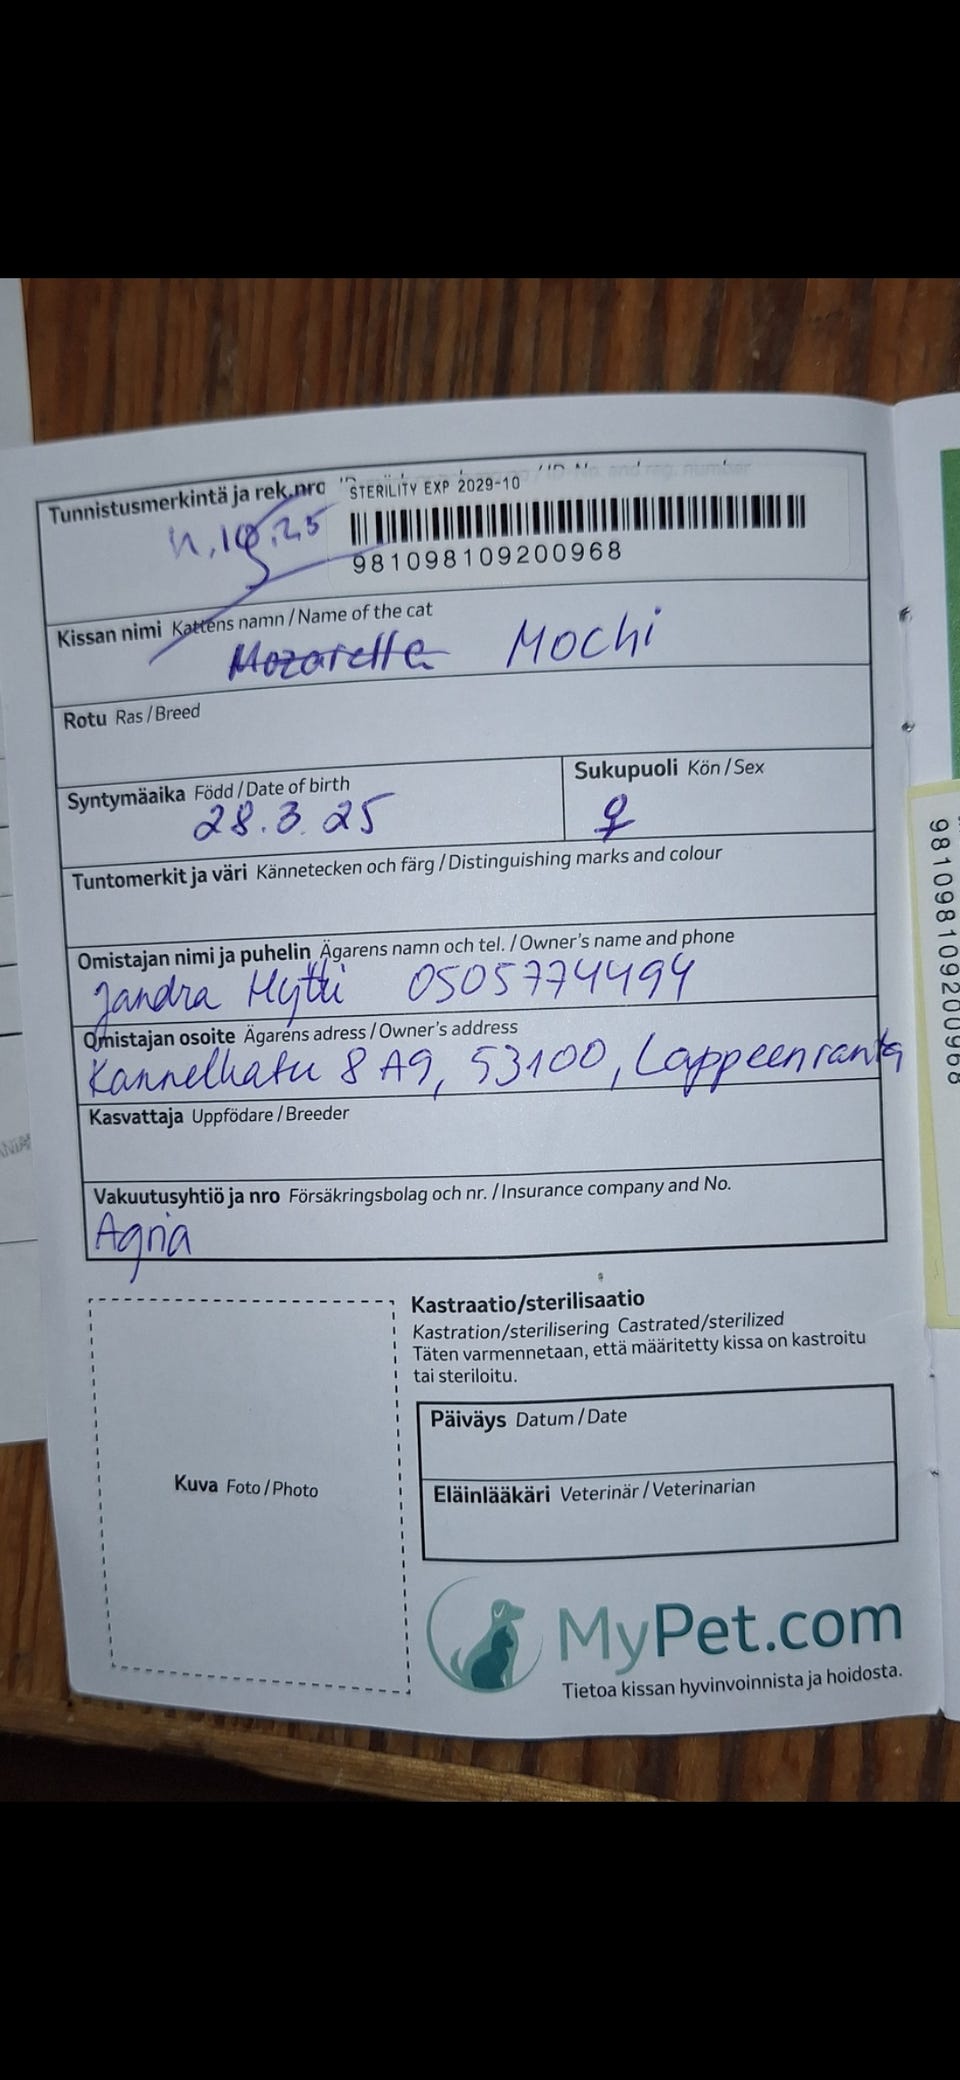 Tunnistusmerkintä ja rek.nro / ID-No. and reg. number
STERILITY EXP 2029-10
981098109200968
Kissan nimi Kattens namn / Name of the cat
Mozarella Mochi
Rotu Ras / Breed
Syntymäaika Född / Date of birth
28.3.25
Sukupuoli Kön / Sex
♀
Tuntomerkit ja väri Kännetecken och färg / Distinguishing marks and colour
Omistajan nimi ja puhelin Ägarens namn och tel. / Owner's name and phone
Jandra Hytti 0505774494
Omistajan osoite Ägarens adress / Owner's address
Kannelkatu 8 A9, 53100, Lappeenranta
Kasvattaja Uppfödare / Breeder
Vakuutusyhtiö ja nro Försäkringsbolag och nr. / Insurance company and No.
Agria
Kastraatio/sterilisaatio
Kastration/sterilisering Castrated/sterilized
Täten varmennetaan, että määritetty kissa on kastroitu
tai steriloitu.
Päiväys Datum / Date
Eläinlääkäri Veterinär / Veterinarian
Kuva Foto / Photo
MyPet.com
Tietoa kissan hyvinvoinnista ja hoidosta.
981098109200968